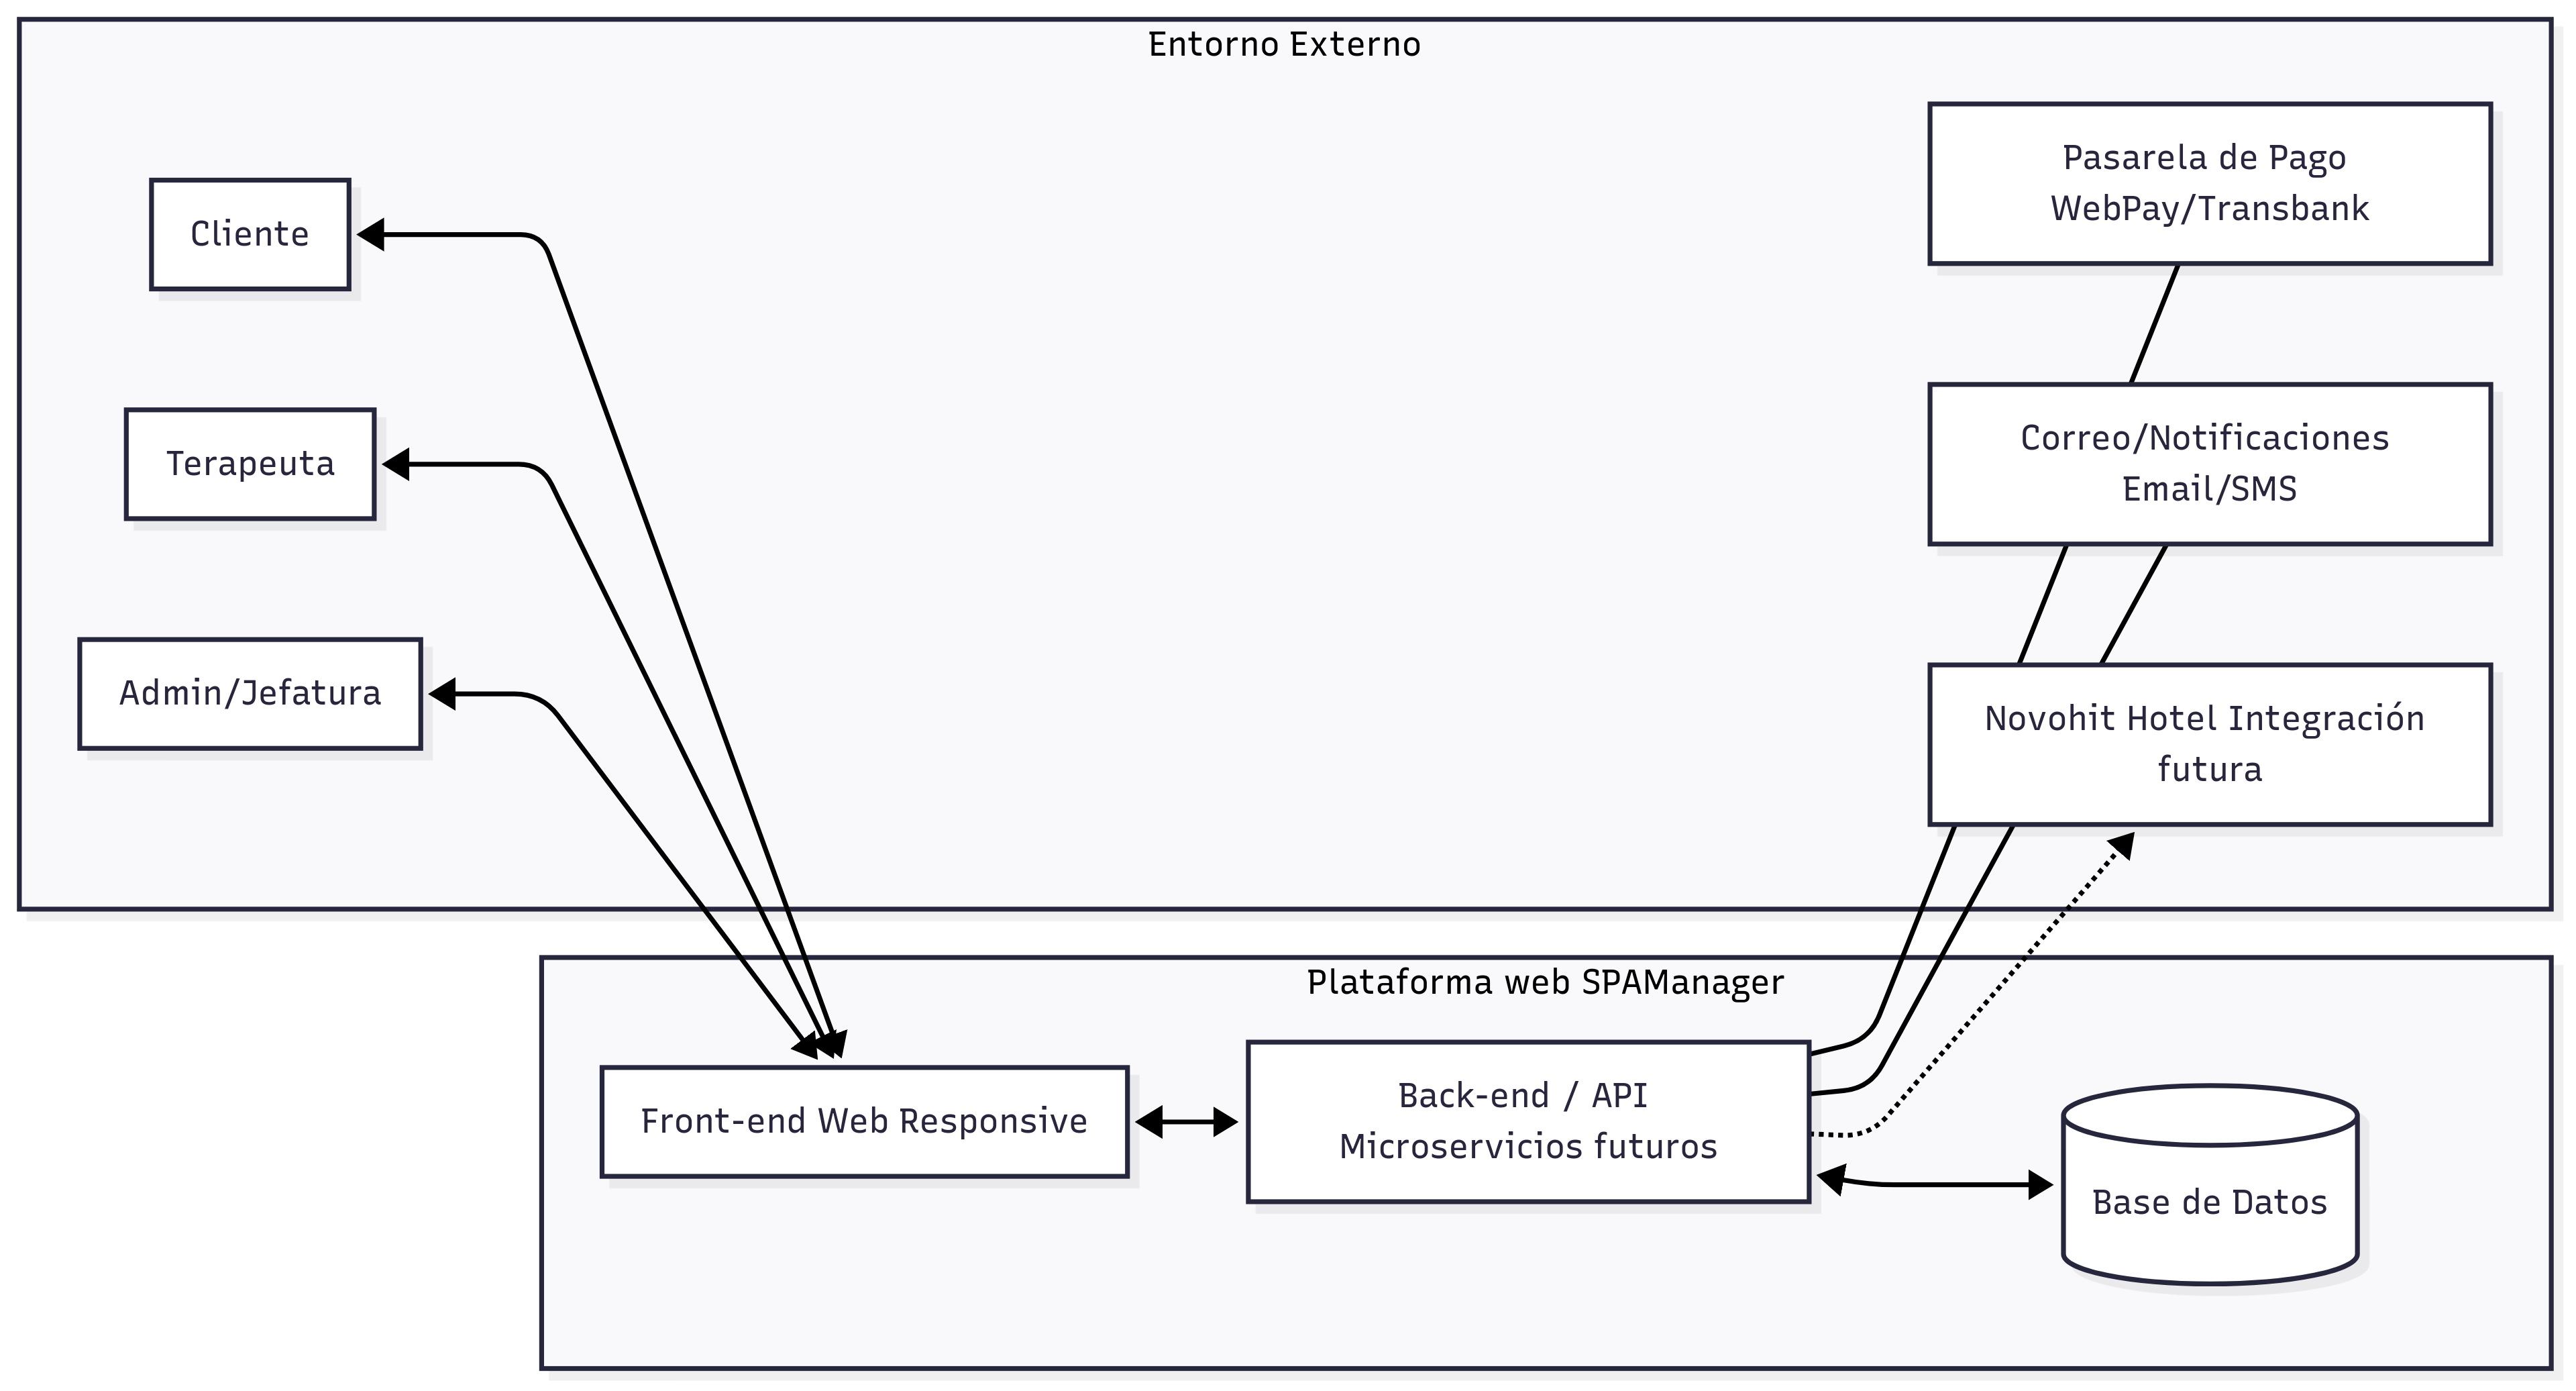 Entorno Externo
Cliente
Terapeuta
Admin/Jefatura
Pasarela de Pago
WebPay/Transbank
Correo/Notificaciones
Email/SMS
Novohit Hotel Integración
futura
Plataforma web SPAManager
Front-end Web Responsive
Back-end / API
Microservicios futuros
Base de Datos